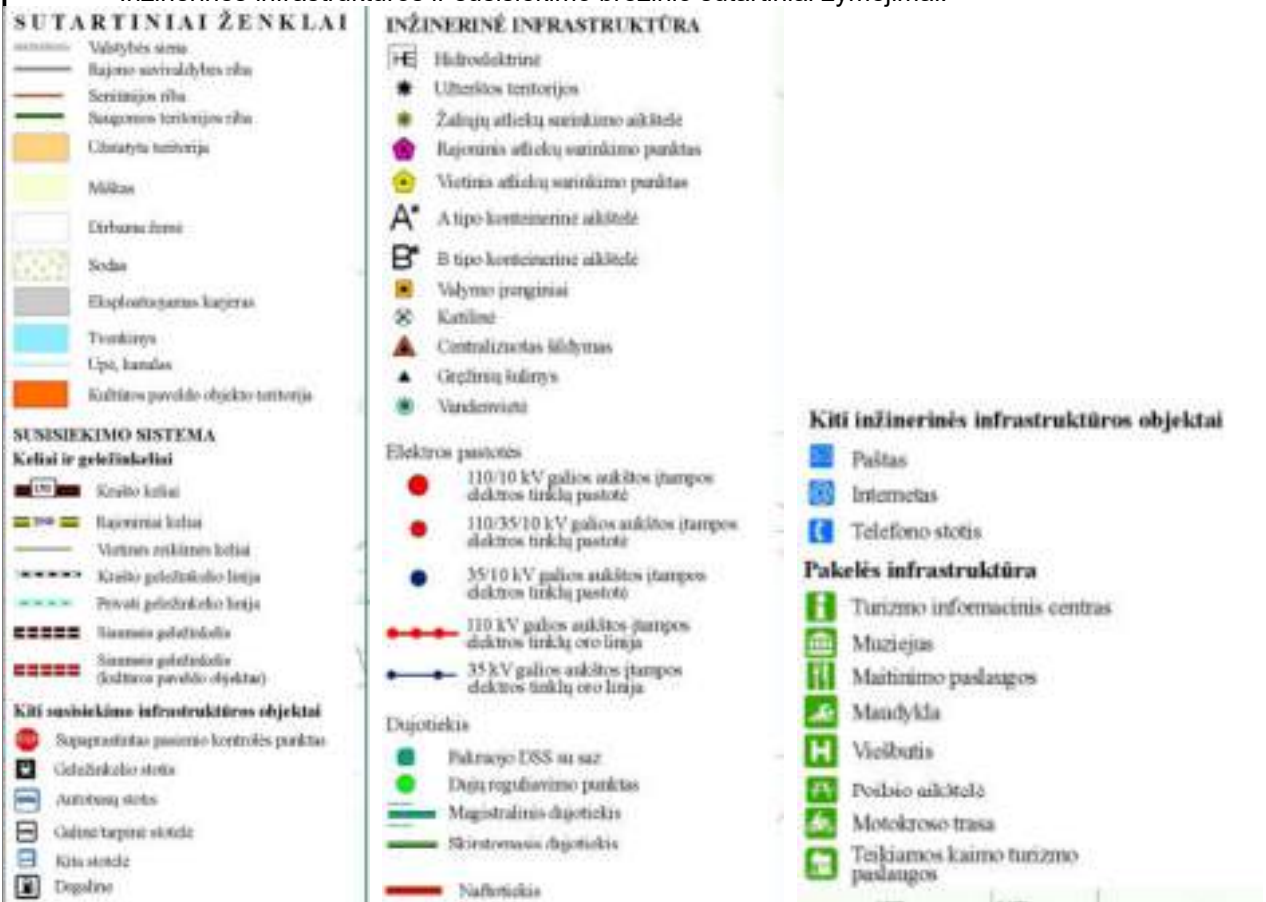 Inžinerinės infrastruktūros ir susisiekimo brėžinio sutartiniai žymėjimai:
SUTARTINIAI ŽENKLAI
Valstybės siena
Rajono savivaldybės riba
Seniūnijos riba
Saugomos teritorijos riba
Užstatyta teritorija
Miškas
Dirbama žemė
Sodas
Eksploatuojamas karjeras
Tvenkinys
Upė, kanalas
Kultūros paveldo objekto teritorija
SUSISIEKIMO SISTEMA
Keliai ir geležinkeliai
Krašto keliai
Rajoniniai keliai
Vietinės reikšmės keliai
Krašto geležinkelio linija
Privati geležinkelio linija
Siaurasis geležinkelis
Siaurasis geležinkelis
(kultūros paveldo objektas)
Kiti susisiekimo infrastruktūros objektai
Supaprastintas pasienio kontrolės punktas
Geležinkelio stotis
Autobusų stotis
Galinė/tarpinė stotelė
Kita stotelė
Degalinė
INŽINERINĖ INFRASTRUKTŪRA
HE Hidroelektrinė
Užterštos teritorijos
Žaliųjų atliekų surinkimo aikštelė
Rajoninis atliekų surinkimo punktas
Vietinis atliekų surinkimo punktas
A A tipo konteinerinė aikštelė
B B tipo konteinerinė aikštelė
Valymo įrenginiai
Katilinė
Centralizuotas šildymas
Gręžinių šulinys
Vandenvietė
Elektros pastotės
110/10 kV galios aukštos įtampos
elektros tinklų pastotė
110/35/10 kV galios aukštos įtampos
elektros tinklų pastotė
35/10 kV galios aukštos įtampos
elektros tinklų pastotė
110 kV galios aukštos įtampos
elektros tinklų oro linija
35 kV galios aukštos įtampos
elektros tinklų oro linija
Dujotiekis
Pakruojo DSS su saz
Dujų reguliavimo punktas
Magistralinis dujotiekis
Skirstomasis dujotiekis
Naftotiekis
Kiti inžinerinės infrastruktūros objektai
Paštas
Internetas
Telefono stotis
Pakelės infrastruktūra
Turizmo informacinis centras
Muziejus
Maitinimo paslaugos
Maudykla
H Viešbutis
Poilsio aikštelė
Motokroso trasa
Teikiamos kaimo turizmo
paslaugos